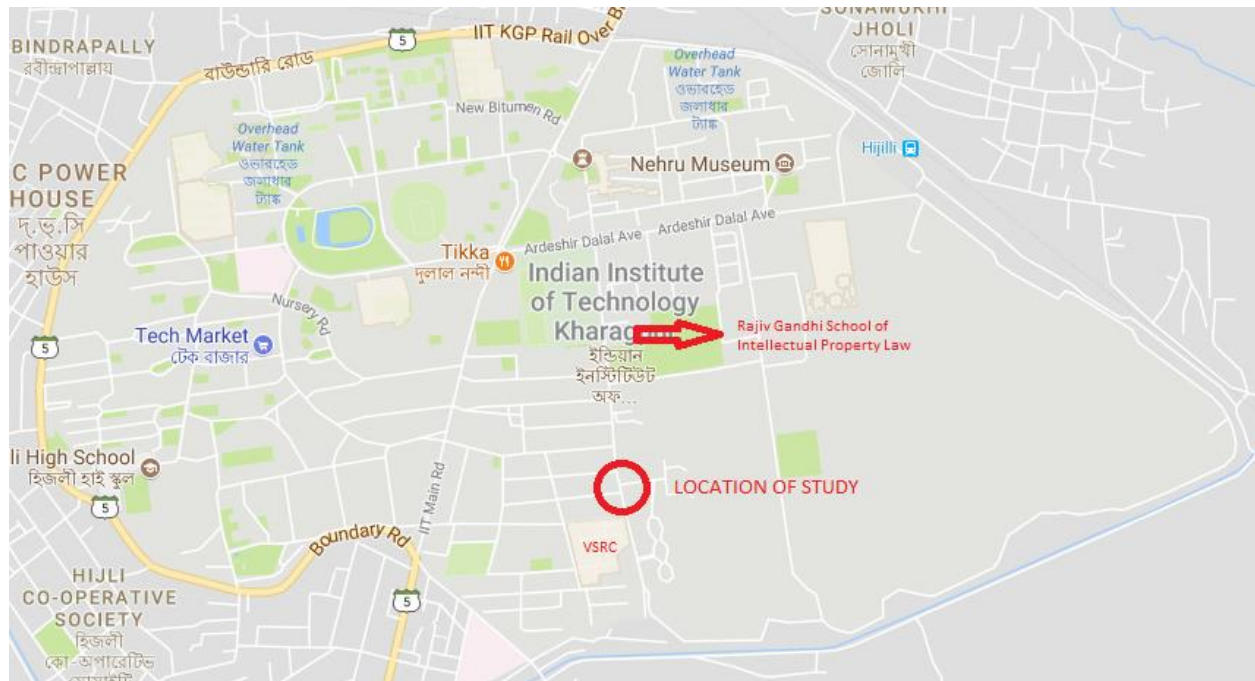 BINDRAPALLY
রবীন্দ্রাপাল্লায়
বাউন্ডারি রোড
5
IIT KGP Rail Over
SONAMUKHI
JHOLI
সোনামুখী
জোলি
Overhead
Water Tank
ওভারহেড
জলাধার
ট্যাঙ্ক
New Bitumen Rd
Overhead
Water Tank
ওভারহেড
জলাধার
ট্যাঙ্ক
Hijilli
Nehru Museum
C POWER
HOUSE
দ্.ভ্.সি
পাওয়ার
হাউস
Ardeshir Dalal Ave
Ardeshir Dalal Ave
Tikka
দুলাল নন্দী
Indian Institute
of Technology
Kharag
ইন্ডিয়ান
ইনস্টিটিউট
অফ...
Nursery Rd
Rajiv Gandhi School of
Intellectual Property Law
Tech Market
টেক বাজার
5
li High School
হিজলী হাই স্কুল
5
LOCATION OF STUDY
IIT Main Rd
Boundary Rd
VSRC
HIJLI
CO-OPERATIVE
SOCIETY
হিজলী
কো-অপারেটিভ
5